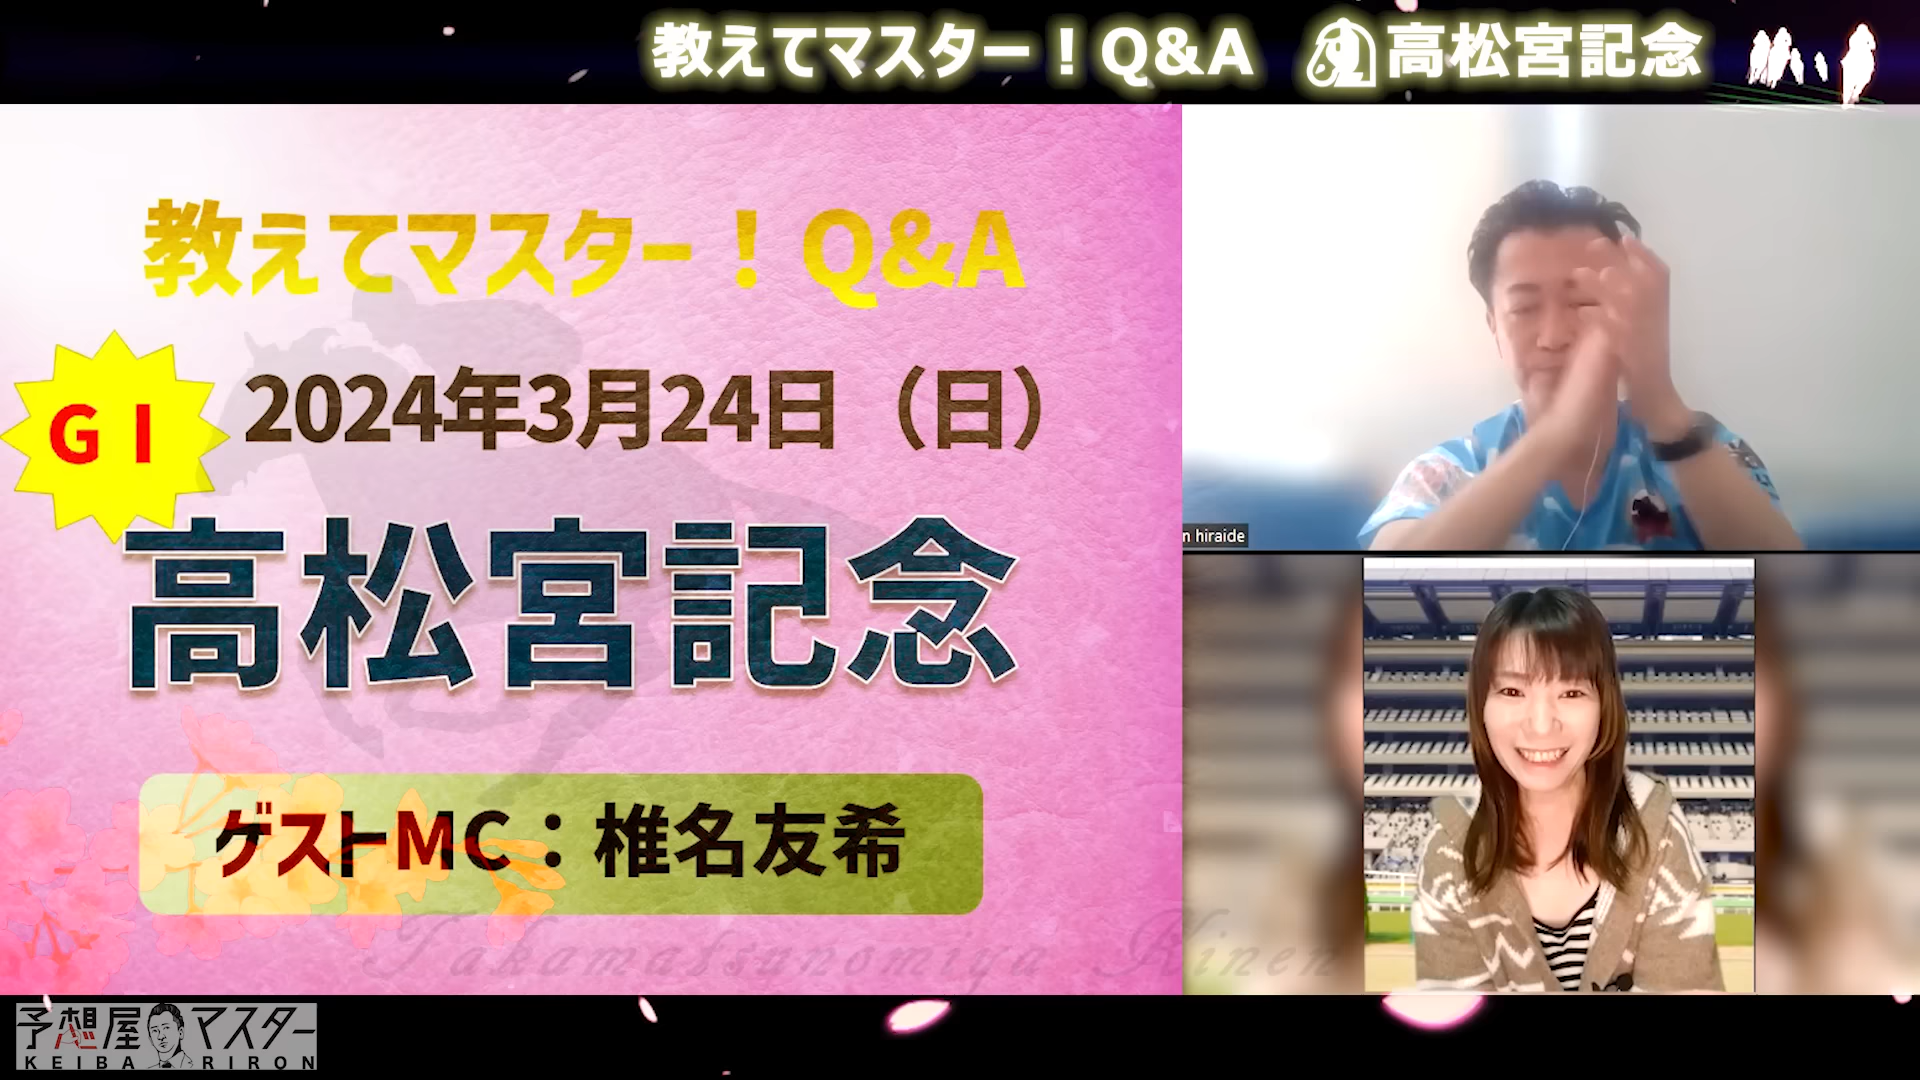 教えてマスター！Q&A 高松宮記念
教えてマスター！Q&A
2024年3月24日（日）
GⅠ
高松宮記念
ゲストMC：椎名友希
Takamatsunomiya Kinen
n hiraide
予想屋マスター
KEIBA RIRON